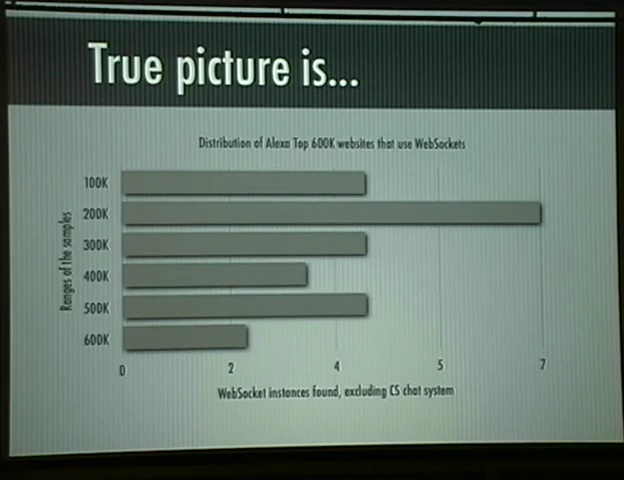 True picture is...
Distribution of Alexa Top 600K websites that use WebSockets
Ranges of the samples
100K
200K
300K
400K
500K
600K
0 2 4 5 7
WebSocket instances found, excluding CS chat system